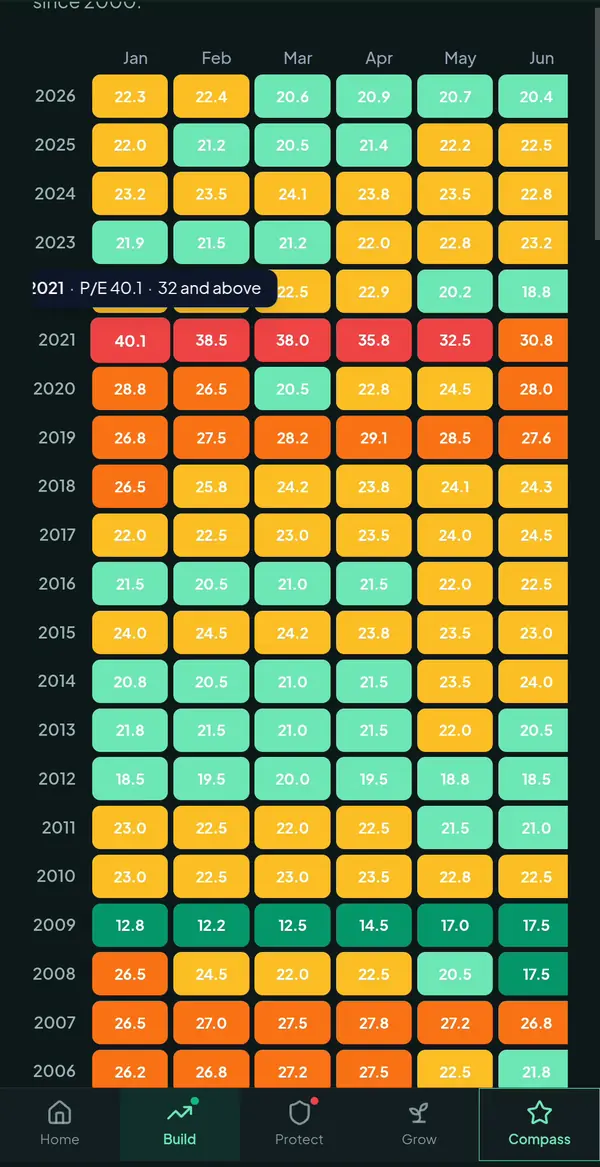 since 2000.
Jan Feb Mar Apr May Jun
2026 22.3 22.4 20.6 20.9 20.7 20.4
2025 22.0 21.2 20.5 21.4 22.2 22.5
2024 23.2 23.5 24.1 23.8 23.5 22.8
2023 21.9 21.5 21.2 22.0 22.8 23.2
2021 · P/E 40.1 · 32 and above 22.5 22.9 20.2 18.8
2021 40.1 38.5 38.0 35.8 32.5 30.8
2020 28.8 26.5 20.5 22.8 24.5 28.0
2019 26.8 27.5 28.2 29.1 28.5 27.6
2018 26.5 25.8 24.2 23.8 24.1 24.3
2017 22.0 22.5 23.0 23.5 24.0 24.5
2016 21.5 20.5 21.0 21.5 22.0 22.5
2015 24.0 24.5 24.2 23.8 23.5 23.0
2014 20.8 20.5 21.0 21.5 23.5 24.0
2013 21.8 21.5 21.0 21.5 22.0 20.5
2012 18.5 19.5 20.0 19.5 18.8 18.5
2011 23.0 22.5 22.0 22.5 21.5 21.0
2010 23.0 22.5 23.0 23.5 22.8 22.5
2009 12.8 12.2 12.5 14.5 17.0 17.5
2008 26.5 24.5 22.0 22.5 20.5 17.5
2007 26.5 27.0 27.5 27.8 27.2 26.8
2006 26.2 26.8 27.2 27.5 22.5 21.8
Home Build Protect Grow Compass